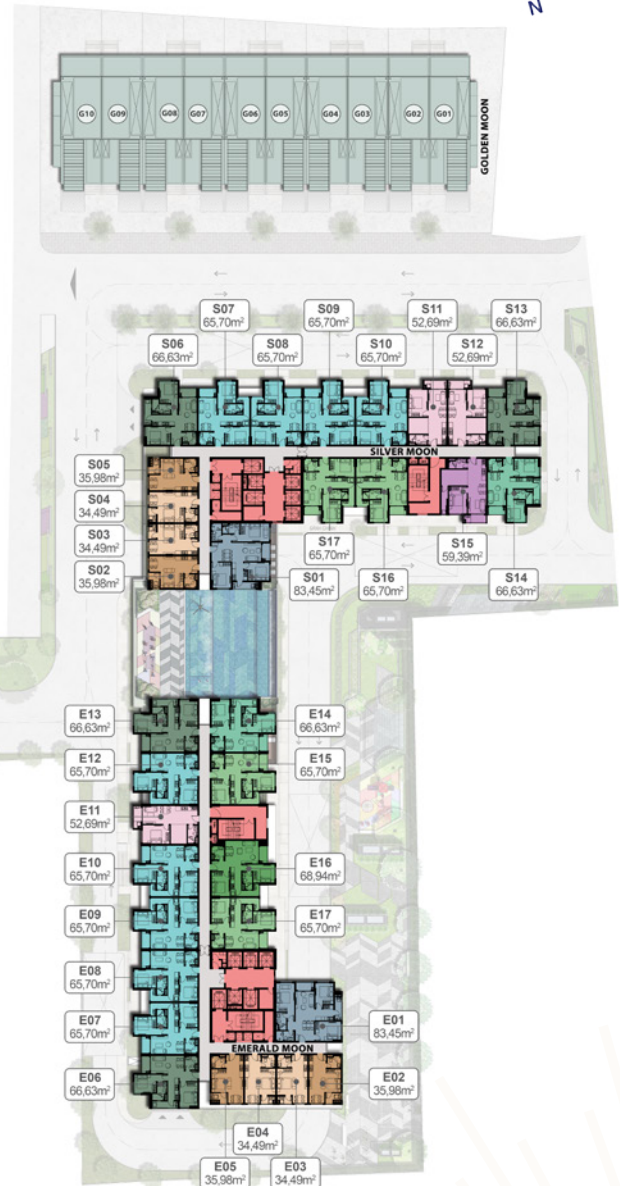 N
G10 G09 G08 G07 G06 G05 G04 G03 G02 G01
GOLDEN MOON
S07
65,70m²
S09
65,70m²
S11
52,69m²
S13
66,63m²
S06
66,63m²
S08
65,70m²
S10
65,70m²
S12
52,69m²
SILVER MOON
S05
35,98m²
S04
34,49m²
S03
34,49m²
S02
35,98m²
S17
65,70m²
S15
59,39m²
S01
83,45m²
S16
65,70m²
S14
66,63m²
E13
66,63m²
E14
66,63m²
E12
65,70m²
E15
65,70m²
E11
52,69m²
E10
65,70m²
E16
68,94m²
E09
65,70m²
E17
65,70m²
E08
65,70m²
E07
65,70m²
E01
83,45m²
EMERALD MOON
E06
66,63m²
E02
35,98m²
E04
34,49m²
E05
35,98m²
E03
34,49m²